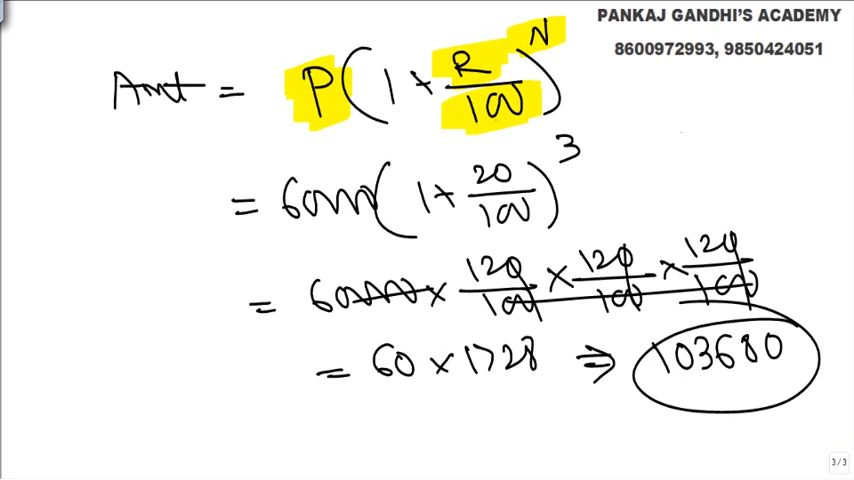 PANKAJ GANDHI'S ACADEMY
8600972993, 9850424051
Amt = P(1+R/100)^N
= 60000(1+20/100)^3
= 60000 × 120/100 × 120/100 × 120/100
= 60 × 1728 ⇒ 103680
3/3